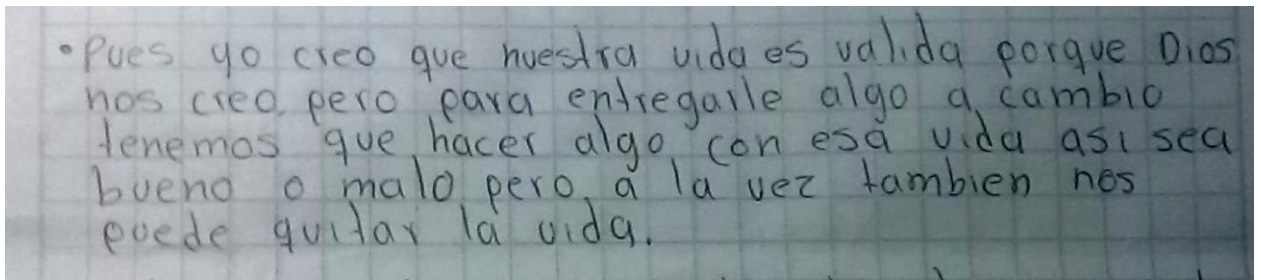 • Pues yo creo que nuestra vida es valida porque Dios
nos creo, pero para entregarle algo a cambio
tenemos que hacer algo con esa vida asi sea
bueno o malo pero a la vez tambien nos
puede quitar la vida.